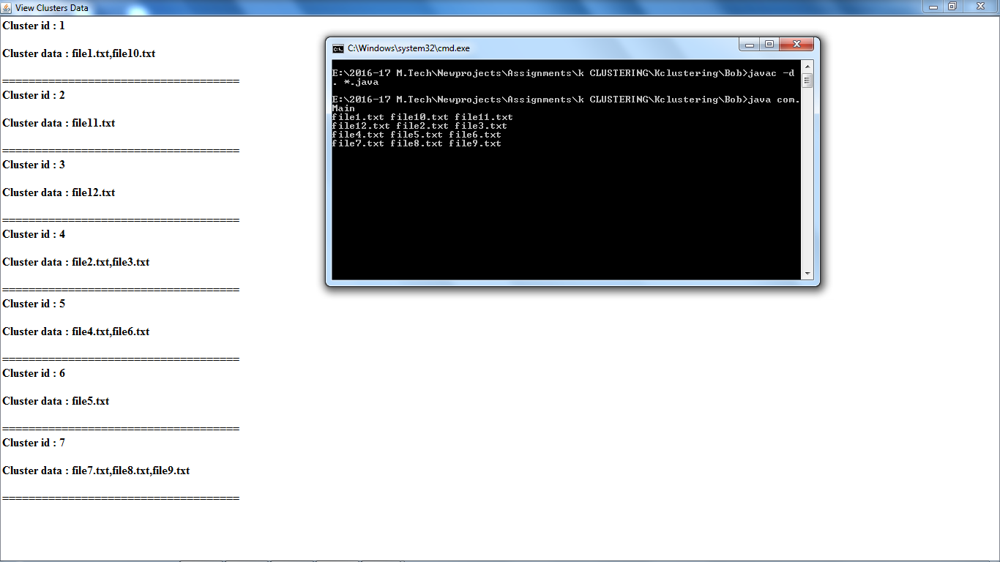 View Clusters Data
Cluster id : 1
Cluster data : file1.txt,file10.txt
====================================
Cluster id : 2
Cluster data : file11.txt
====================================
Cluster id : 3
Cluster data : file12.txt
====================================
Cluster id : 4
Cluster data : file2.txt,file3.txt
====================================
Cluster id : 5
Cluster data : file4.txt,file6.txt
====================================
Cluster id : 6
Cluster data : file5.txt
====================================
Cluster id : 7
Cluster data : file7.txt,file8.txt,file9.txt
====================================
C:\Windows\system32\cmd.exe
E:\2016-17 M.Tech\Newprojects\Assignments\k CLUSTERING\Kclustering\Bob>javac -d
. *.java
E:\2016-17 M.Tech\Newprojects\Assignments\k CLUSTERING\Kclustering\Bob>java com.
Main
file1.txt file10.txt file11.txt
file12.txt file2.txt file3.txt
file4.txt file5.txt file6.txt
file7.txt file8.txt file9.txt